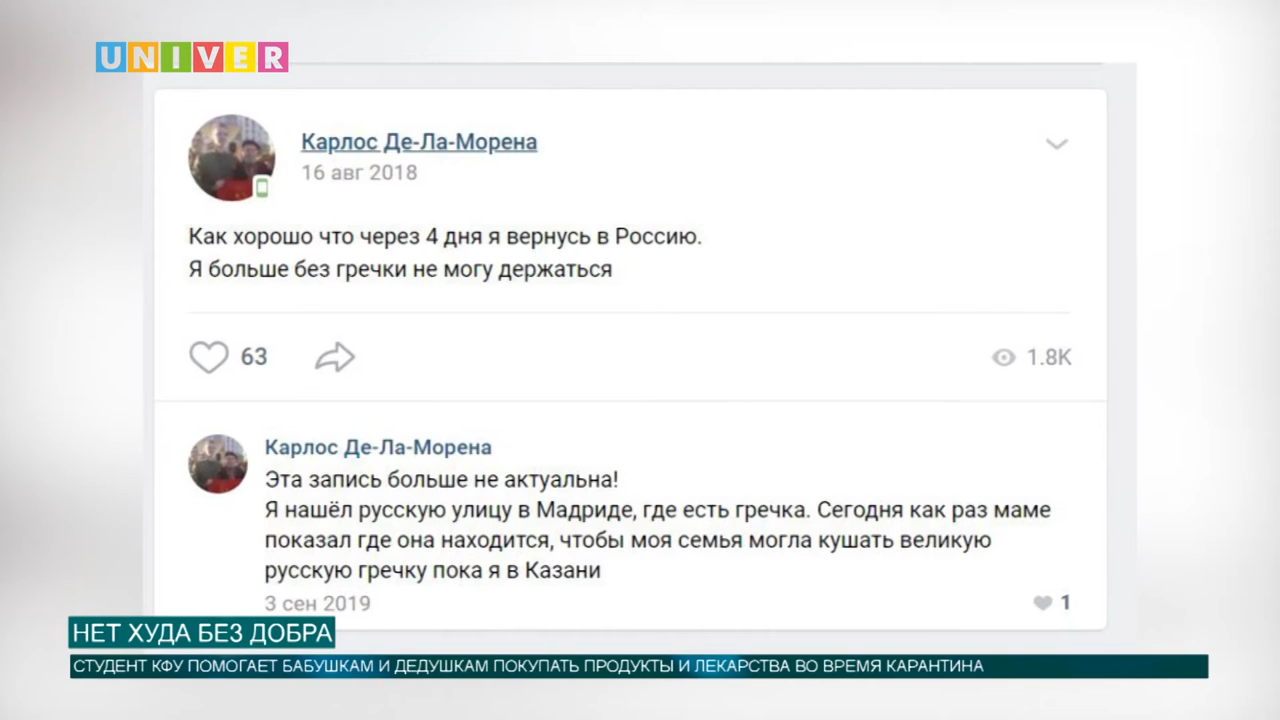 UNIVER
Карлос Де-Ла-Морена
16 авг 2018
Как хорошо что через 4 дня я вернусь в Россию.
Я больше без гречки не могу держаться
63
1.8K
Карлос Де-Ла-Морена
Эта запись больше не актуальна!
Я нашёл русскую улицу в Мадриде, где есть гречка. Сегодня как раз маме
показал где она находится, чтобы моя семья могла кушать великую
русскую гречку пока я в Казани
3 сен 2019
1
НЕТ ХУДА БЕЗ ДОБРА
СТУДЕНТ КФУ ПОМОГАЕТ БАБУШКАМ И ДЕДУШКАМ ПОКУПАТЬ ПРОДУКТЫ И ЛЕКАРСТВА ВО ВРЕМЯ КАРАНТИНА